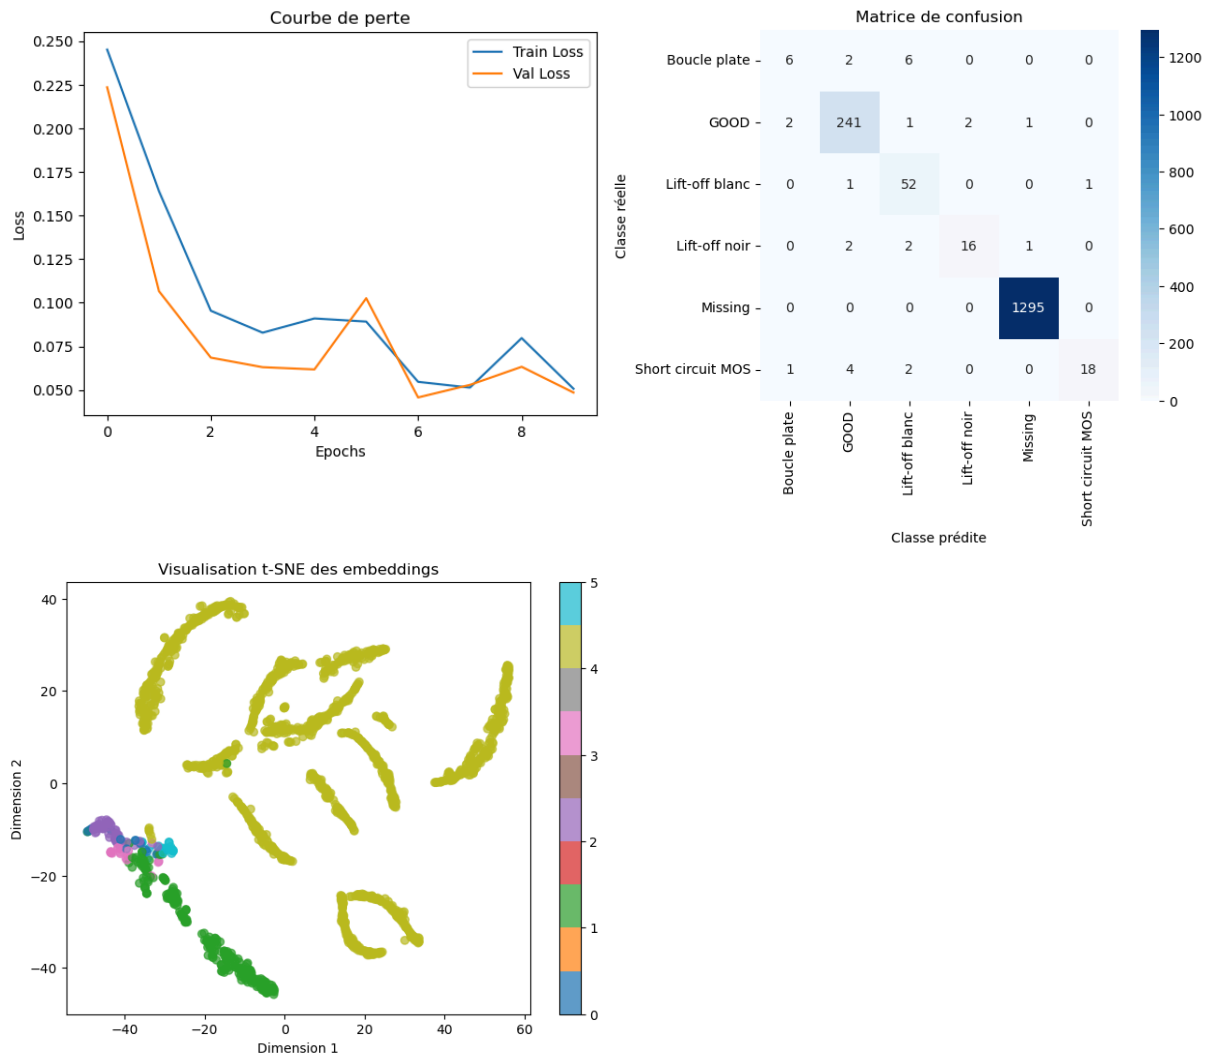 Courbe de perte
0.250
0.225
0.200
0.175
0.150
0.125
0.100
0.075
0.050
Loss
Train Loss
Val Loss
0 2 4 6 8
Epochs
Matrice de confusion
Classe réelle
Boucle plate 6 2 6 0 0 0
GOOD 2 241 1 2 1 0
Lift-off blanc 0 1 52 0 0 1
Lift-off noir 0 2 2 16 1 0
Missing 0 0 0 0 1295 0
Short circuit MOS 1 4 2 0 0 18
Boucle plate
GOOD
Lift-off blanc
Lift-off noir
Missing
Short circuit MOS
Classe prédite
1200
1000
800
600
400
200
0
Visualisation t-SNE des embeddings
40
20
0
−20
−40
Dimension 2
−40 −20 0 20 40 60
Dimension 1
5
4
3
2
1
0